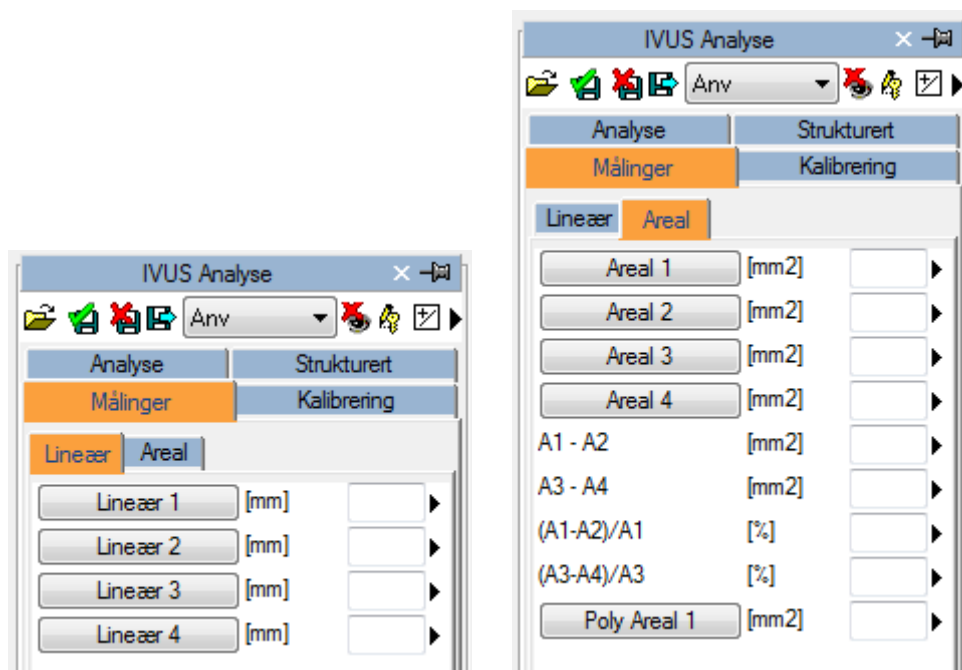 IVUS Analyse
Anv
Analyse Strukturert
Målinger Kalibrering
Lineær Areal
Lineær 1 [mm]
Lineær 2 [mm]
Lineær 3 [mm]
Lineær 4 [mm]
IVUS Analyse
Anv
Analyse Strukturert
Målinger Kalibrering
Lineær Areal
Areal 1 [mm2]
Areal 2 [mm2]
Areal 3 [mm2]
Areal 4 [mm2]
A1 - A2 [mm2]
A3 - A4 [mm2]
(A1-A2)/A1 [%]
(A3-A4)/A3 [%]
Poly Areal 1 [mm2]